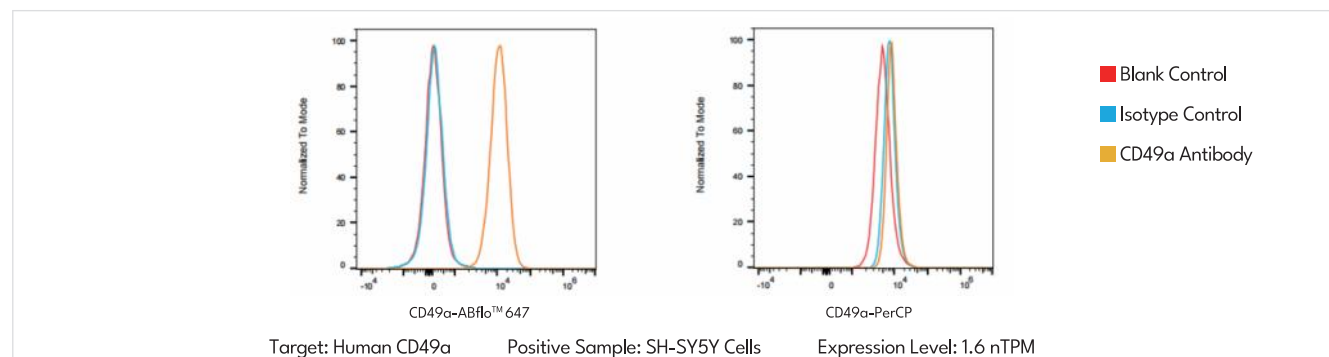 100
80
60
40
20
0
Normalized To Mode
-10⁴
0
10⁴
10⁶
CD49a-ABflo™ 647
100
80
60
40
20
0
Normalized To Mode
-10⁴
0
10⁴
10⁶
CD49a-PerCP
Blank Control
Isotype Control
CD49a Antibody
Target: Human CD49a Positive Sample: SH-SY5Y Cells Expression Level: 1.6 nTPM